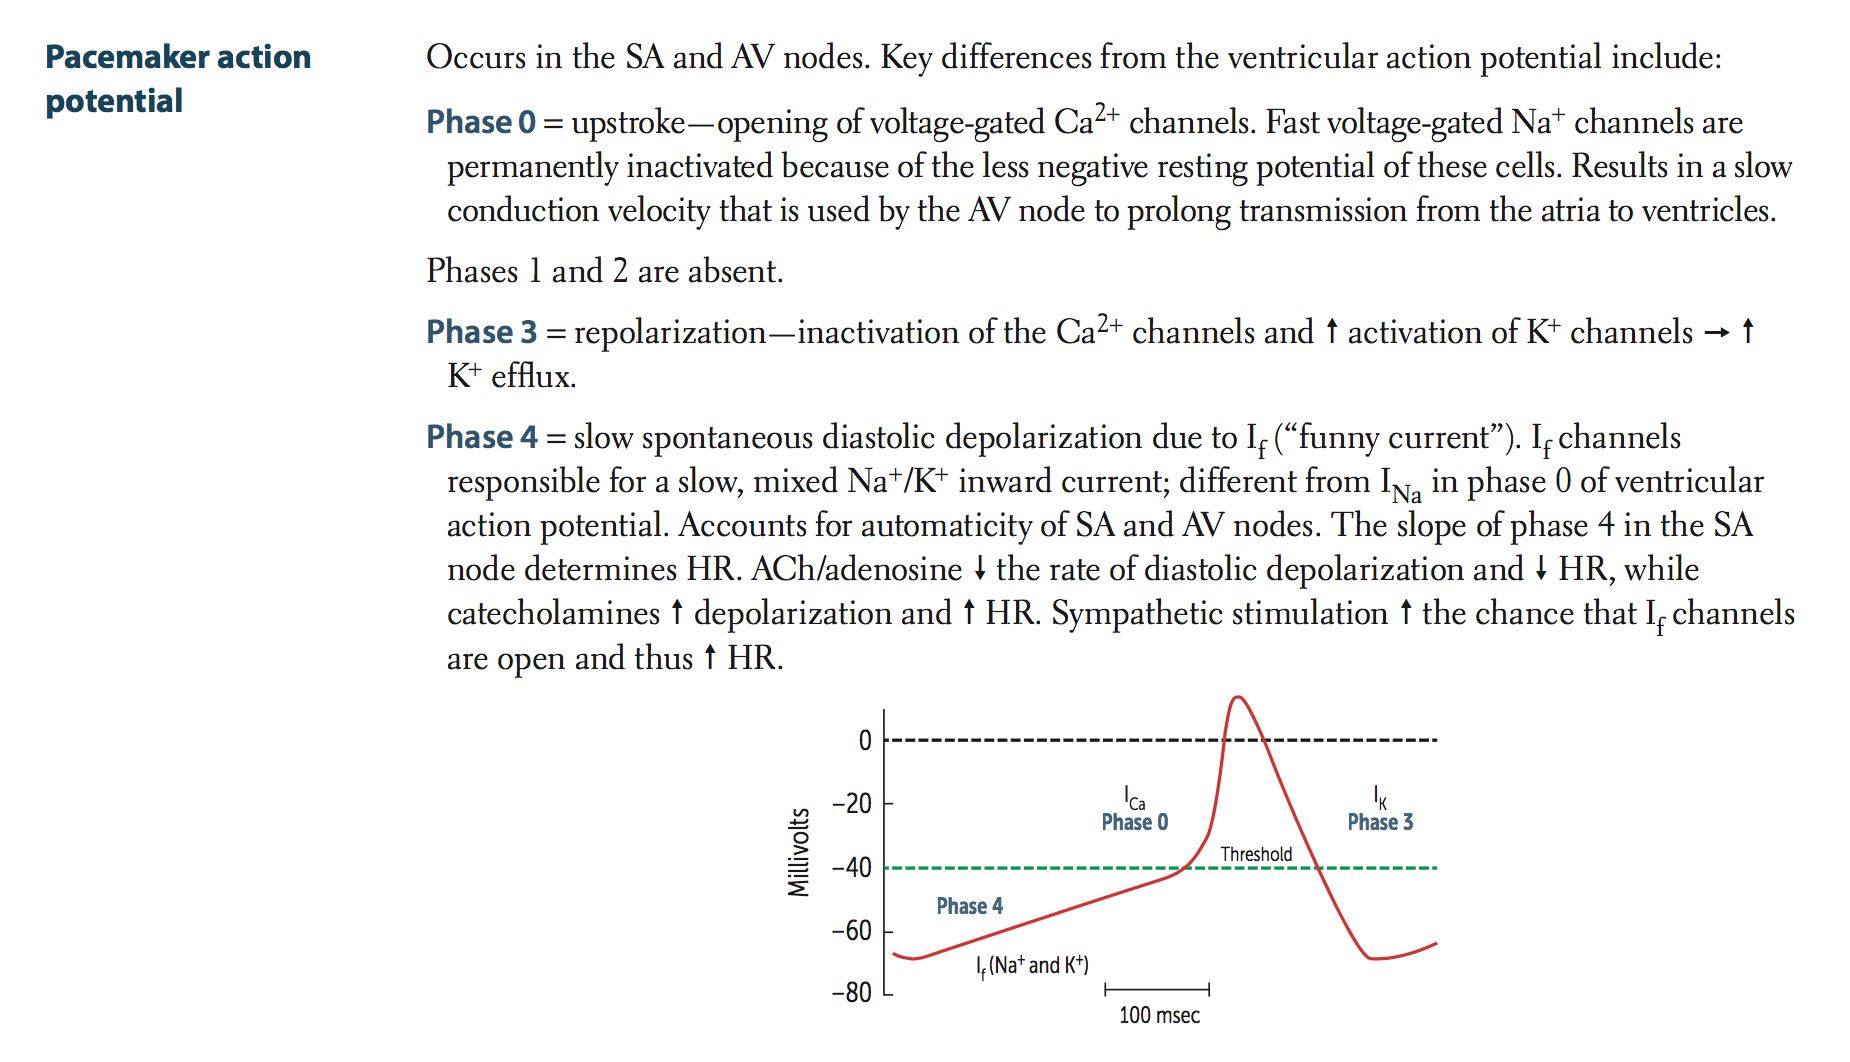 Pacemaker action
potential
Occurs in the SA and AV nodes. Key differences from the ventricular action potential include:
Phase 0 = upstroke—opening of voltage-gated Ca²⁺ channels. Fast voltage-gated Na⁺ channels are
permanently inactivated because of the less negative resting potential of these cells. Results in a slow
conduction velocity that is used by the AV node to prolong transmission from the atria to ventricles.
Phases 1 and 2 are absent.
Phase 3 = repolarization—inactivation of the Ca²⁺ channels and ↑ activation of K⁺ channels → ↑
K⁺ efflux.
Phase 4 = slow spontaneous diastolic depolarization due to I_f (“funny current”). I_f channels
responsible for a slow, mixed Na⁺/K⁺ inward current; different from I_Na in phase 0 of ventricular
action potential. Accounts for automaticity of SA and AV nodes. The slope of phase 4 in the SA
node determines HR. ACh/adenosine ↓ the rate of diastolic depolarization and ↓ HR, while
catecholamines ↑ depolarization and ↑ HR. Sympathetic stimulation ↑ the chance that I_f channels
are open and thus ↑ HR.
Millivolts
0
–20
–40
–60
–80
I_Ca
Phase 0
I_K
Phase 3
Threshold
Phase 4
I_f (Na⁺ and K⁺)
100 msec